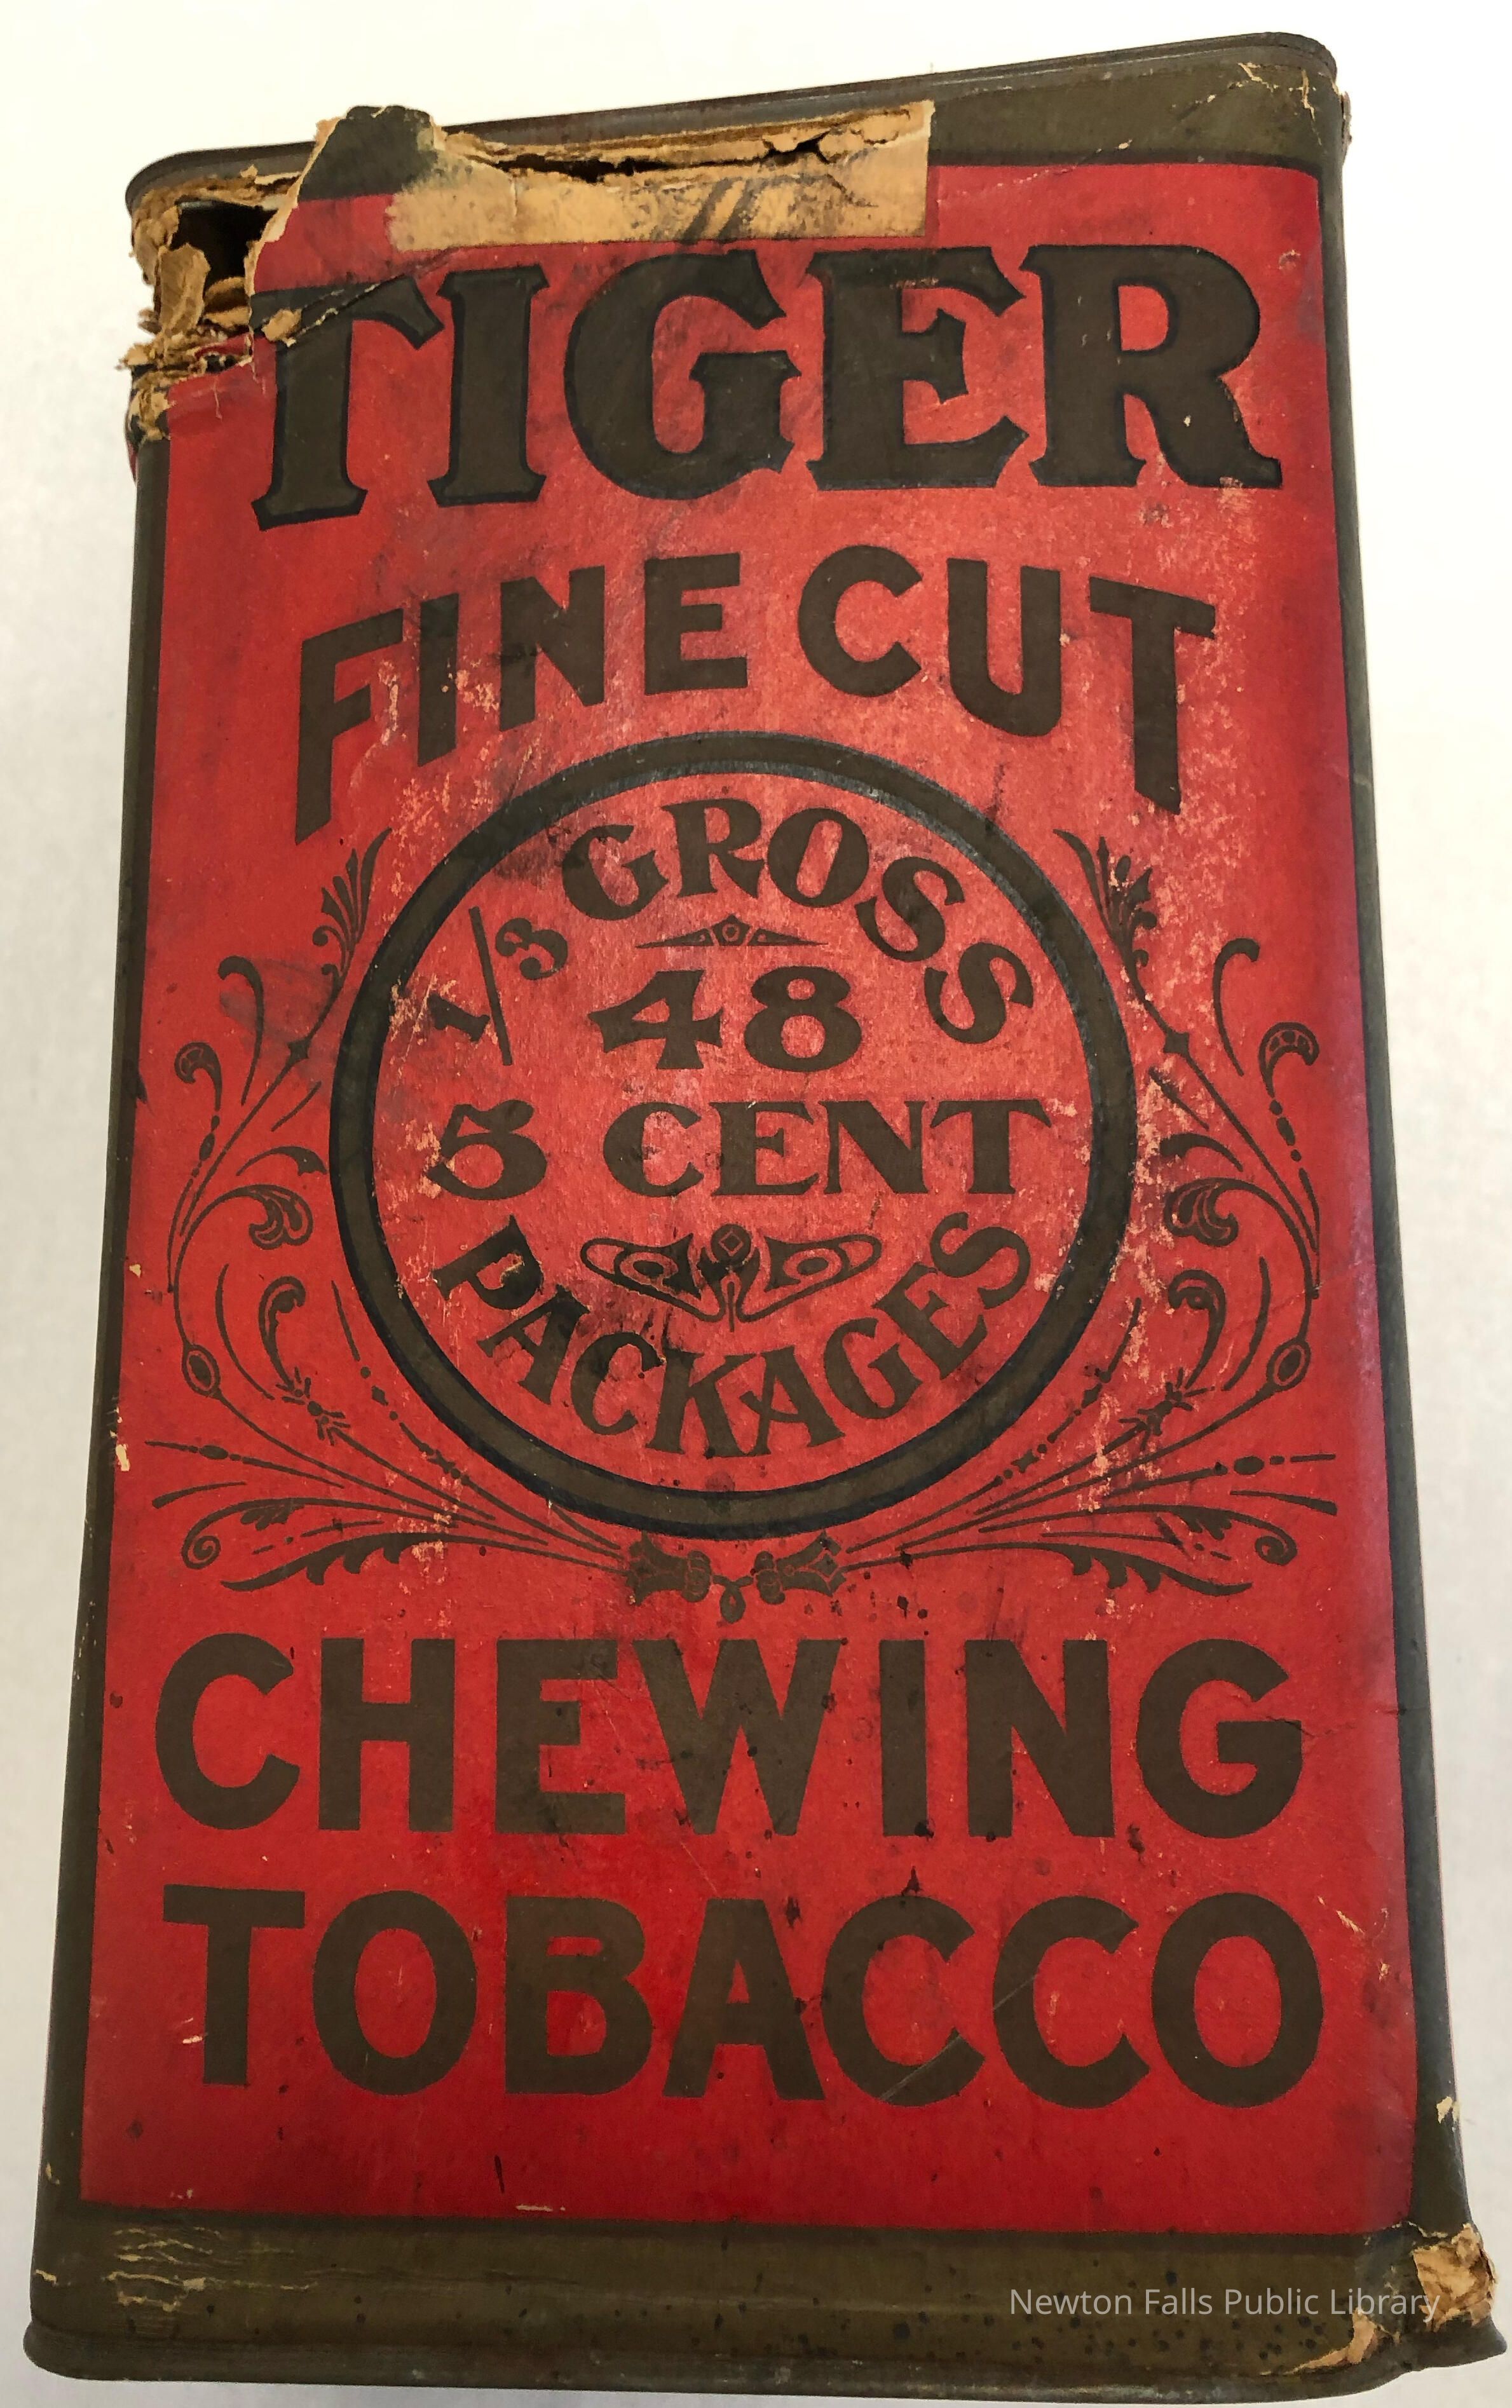 TIGER
FINE CUT
1/3 GROSS
48
5 CENT
PACKAGES
CHEWING
TOBACCO
Newton Falls Public Library